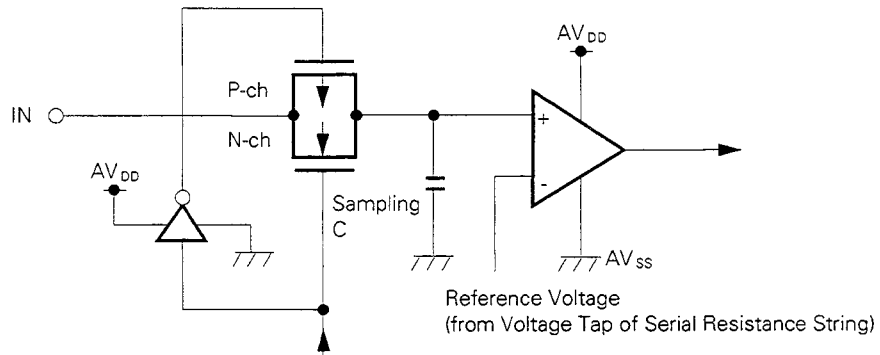 AVDD
P-ch
IN
N-ch
+
AVDD
-
Sampling
C
AVSS
Reference Voltage
(from Voltage Tap of Serial Resistance String)